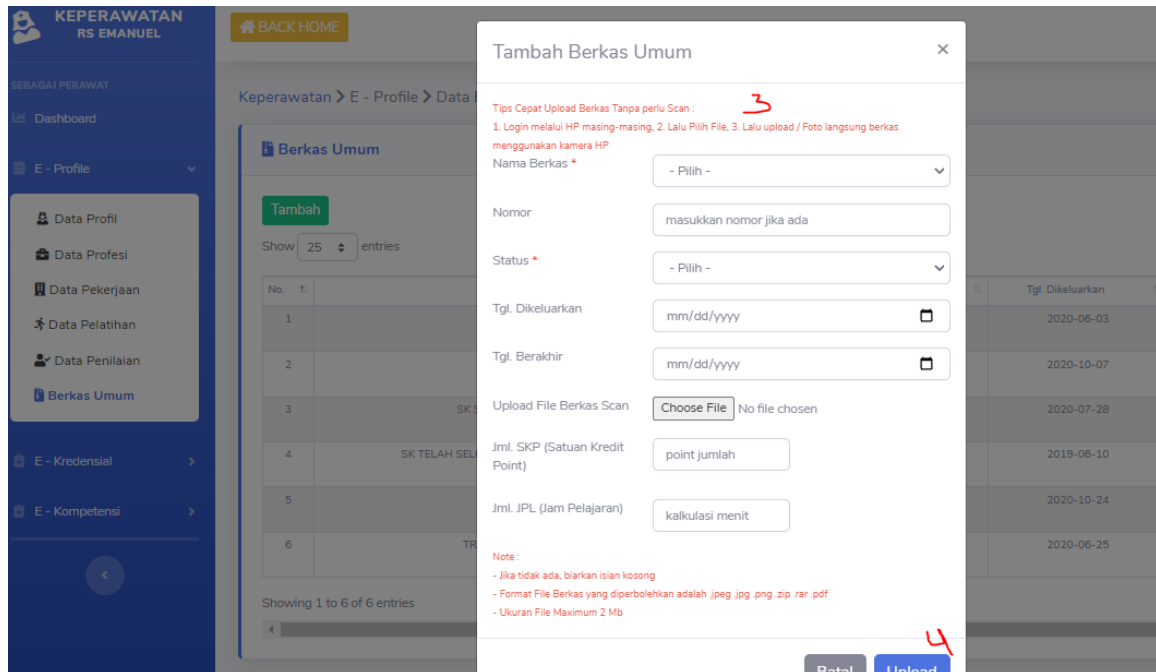 KEPERAWATAN
RS EMANUEL
SEBAGAI PERAWAT
Dashboard
E - Profile
Data Profil
Data Profesi
Data Pekerjaan
Data Pelatihan
Data Penilaian
Berkas Umum
E - Kredensial
E - Kompetensi
BACK HOME
Keperawatan > E - Profile > Data
Berkas Umum
Tambah
Show 25 entries
No.
Tgl. Dikeluarkan
1
2020-06-03
2
2020-10-07
3
SK
2020-07-28
4
SK TELAH SEL
2019-06-10
5
2020-10-24
6
TR
2020-06-25
Showing 1 to 6 of 6 entries
Tambah Berkas Umum
×
3
Tips Cepat Upload Berkas Tanpa perlu Scan :
1. Login melalui HP masing-masing, 2. Lalu Pilih File, 3. Lalu upload / Foto langsung berkas
menggunakan kamera HP
Nama Berkas *
- Pilih -
Nomor
masukkan nomor jika ada
Status *
- Pilih -
Tgl. Dikeluarkan
mm/dd/yyyy
Tgl. Berakhir
mm/dd/yyyy
Upload File Berkas Scan
Choose File No file chosen
Jml. SKP (Satuan Kredit
Point)
point jumlah
Jml. JPL (Jam Pelajaran)
kalkulasi menit
Note :
- Jika tidak ada, biarkan isian kosong
- Format File Berkas yang diperbolehkan adalah .jpeg .jpg .png .zip .rar .pdf
- Ukuran File Maximum 2 Mb
4
Batal
Upload